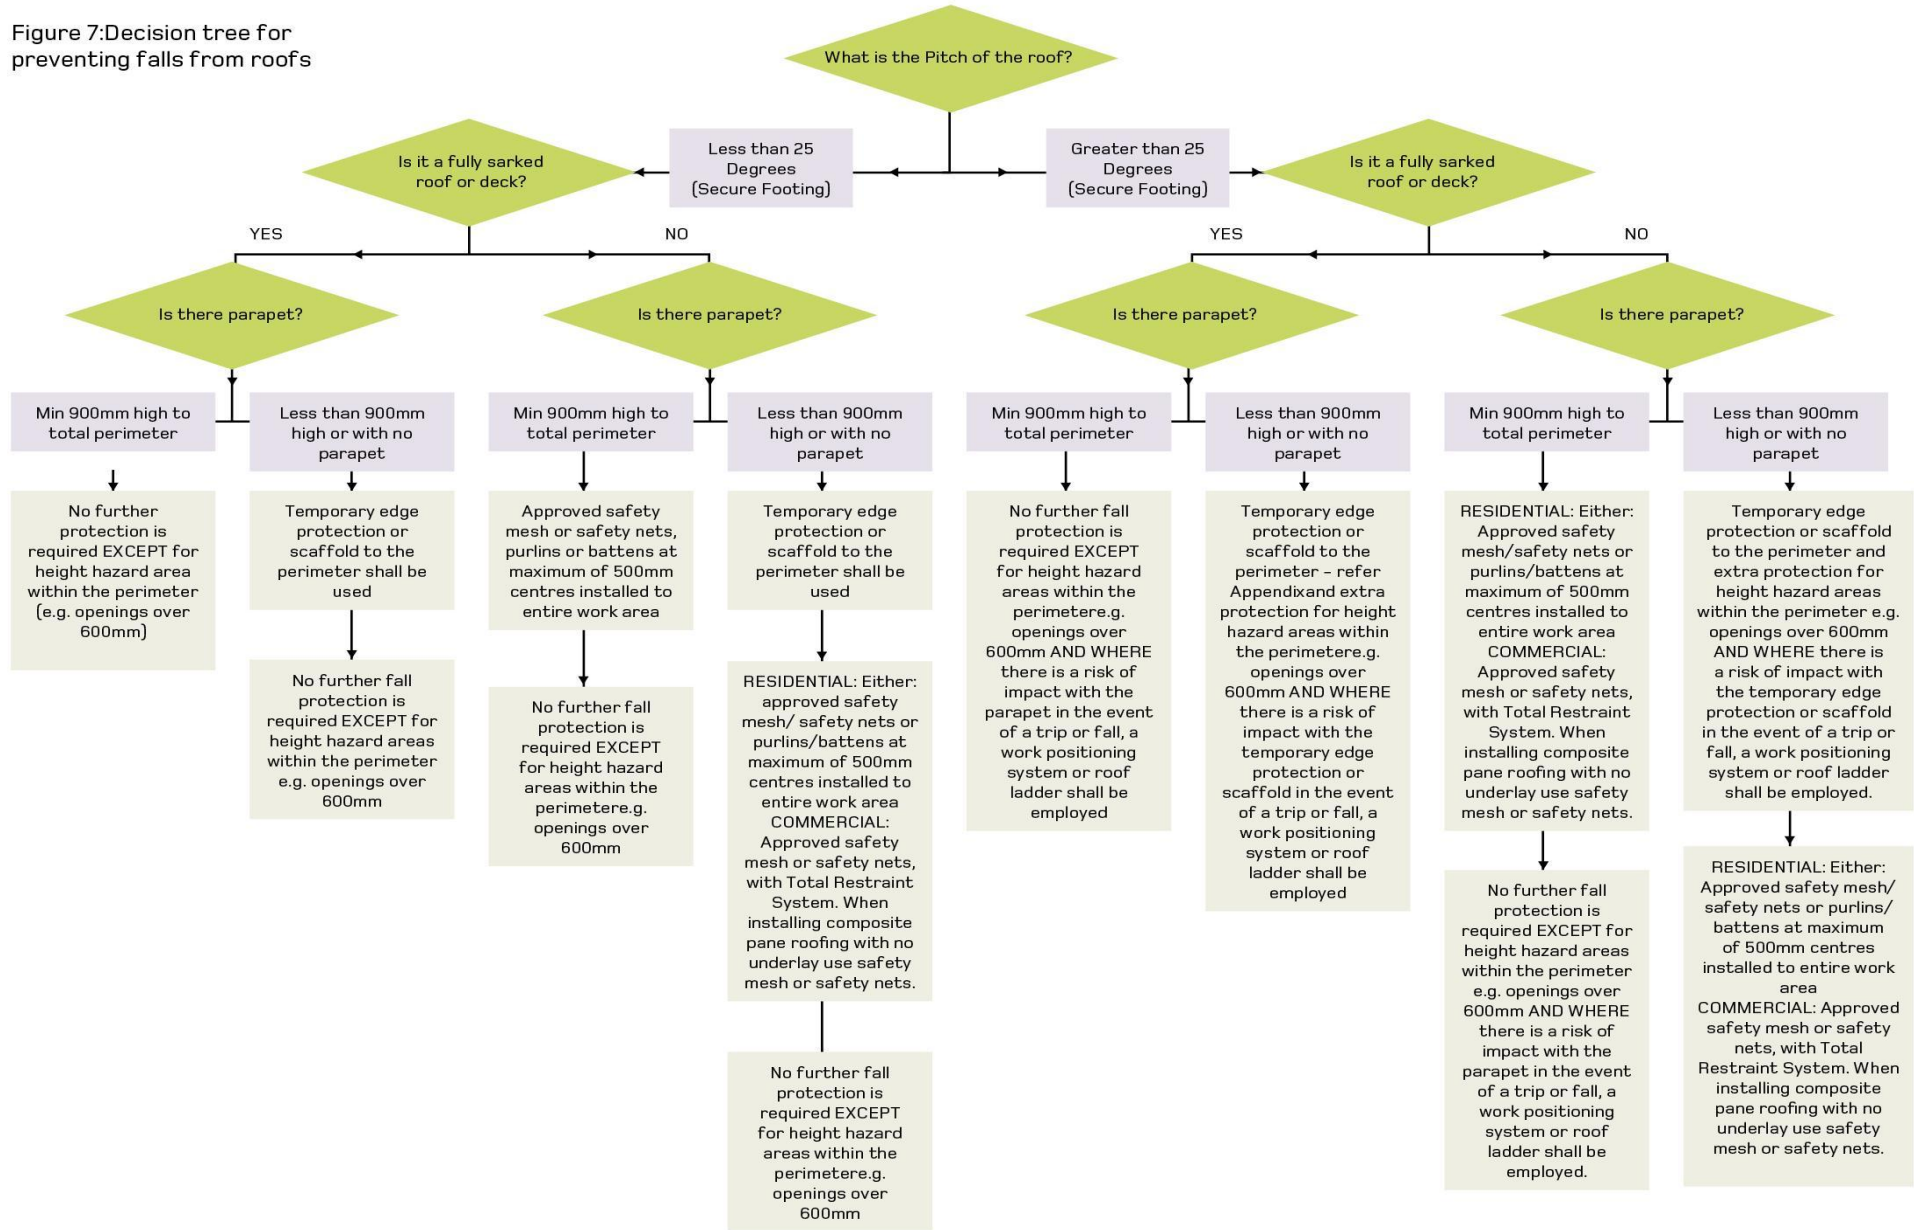 Figure 7:Decision tree for
preventing falls from roofs
What is the Pitch of the roof?
Is it a fully sarked
roof or deck?
Less than 25
Degrees
(Secure Footing)
Greater than 25
Degrees
(Secure Footing)
Is it a fully sarked
roof or deck?
YES
NO
YES
NO
Is there parapet?
Is there parapet?
Is there parapet?
Is there parapet?
Min 900mm high to
total perimeter
Less than 900mm
high or with no
parapet
Min 900mm high to
total perimeter
Less than 900mm
high or with no
parapet
Min 900mm high to
total perimeter
Less than 900mm
high or with no
parapet
Min 900mm high to
total perimeter
Less than 900mm
high or with no
parapet
No further
protection is
required EXCEPT for
height hazard area
within the perimeter
(e.g. openings over
600mm)
Temporary edge
protection or
scaffold to the
perimeter shall be
used
No further fall
protection is
required EXCEPT for
height hazard areas
within the perimeter
e.g. openings over
600mm
Approved safety
mesh or safety nets,
purlins or battens at
maximum of 500mm
centres installed to
entire work area
No further fall
protection is
required EXCEPT
for height hazard
areas within the
perimetere.g.
openings over
600mm
Temporary edge
protection or
scaffold to the
perimeter shall be
used
RESIDENTIAL: Either:
approved safety
mesh/ safety nets or
purlins/battens at
maximum of 500mm
centres installed to
entire work area
COMMERCIAL:
Approved safety
mesh or safety nets,
with Total Restraint
System. When
installing composite
pane roofing with no
underlay use safety
mesh or safety nets.
No further fall
protection is
required EXCEPT
for height hazard
areas within the
perimetere.g.
openings over
600mm
No further fall
protection is
required EXCEPT
for height hazard
areas within the
perimetere.g.
openings over
600mm AND WHERE
there is a risk of
impact with the
parapet in the event
of a trip or fall, a
work positioning
system or roof
ladder shall be
employed
Temporary edge
protection or
scaffold to the
perimeter – refer
Appendixand extra
protection for height
hazard areas within
the perimetere.g.
openings over
600mm AND WHERE
there is a risk of
impact with the
temporary edge
protection or
scaffold in the event
of a trip or fall, a
work positioning
system or roof
ladder shall be
employed
RESIDENTIAL: Either:
Approved safety
mesh/safety nets or
purlins/battens at
maximum of 500mm
centres installed to
entire work area
COMMERCIAL:
Approved safety
mesh or safety nets,
with Total Restraint
System. When
installing composite
pane roofing with no
underlay use safety
mesh or safety nets.
No further fall
protection is
required EXCEPT for
height hazard areas
within the perimeter
e.g. openings over
600mm AND WHERE
there is a risk of
impact with the
parapet in the event
of a trip or fall, a
work positioning
system or roof
ladder shall be
employed.
Temporary edge
protection or scaffold
to the perimeter and
extra protection for
height hazard areas
within the perimeter e.g.
openings over 600mm
AND WHERE there is
a risk of impact with
the temporary edge
protection or scaffold
in the event of a trip or
fall, a work positioning
system or roof ladder
shall be employed.
RESIDENTIAL: Either:
Approved safety mesh/
safety nets or purlins/
battens at maximum
of 500mm centres
installed to entire work
area
COMMERCIAL: Approved
safety mesh or safety
nets, with Total
Restraint System. When
installing composite
pane roofing with no
underlay use safety
mesh or safety nets.